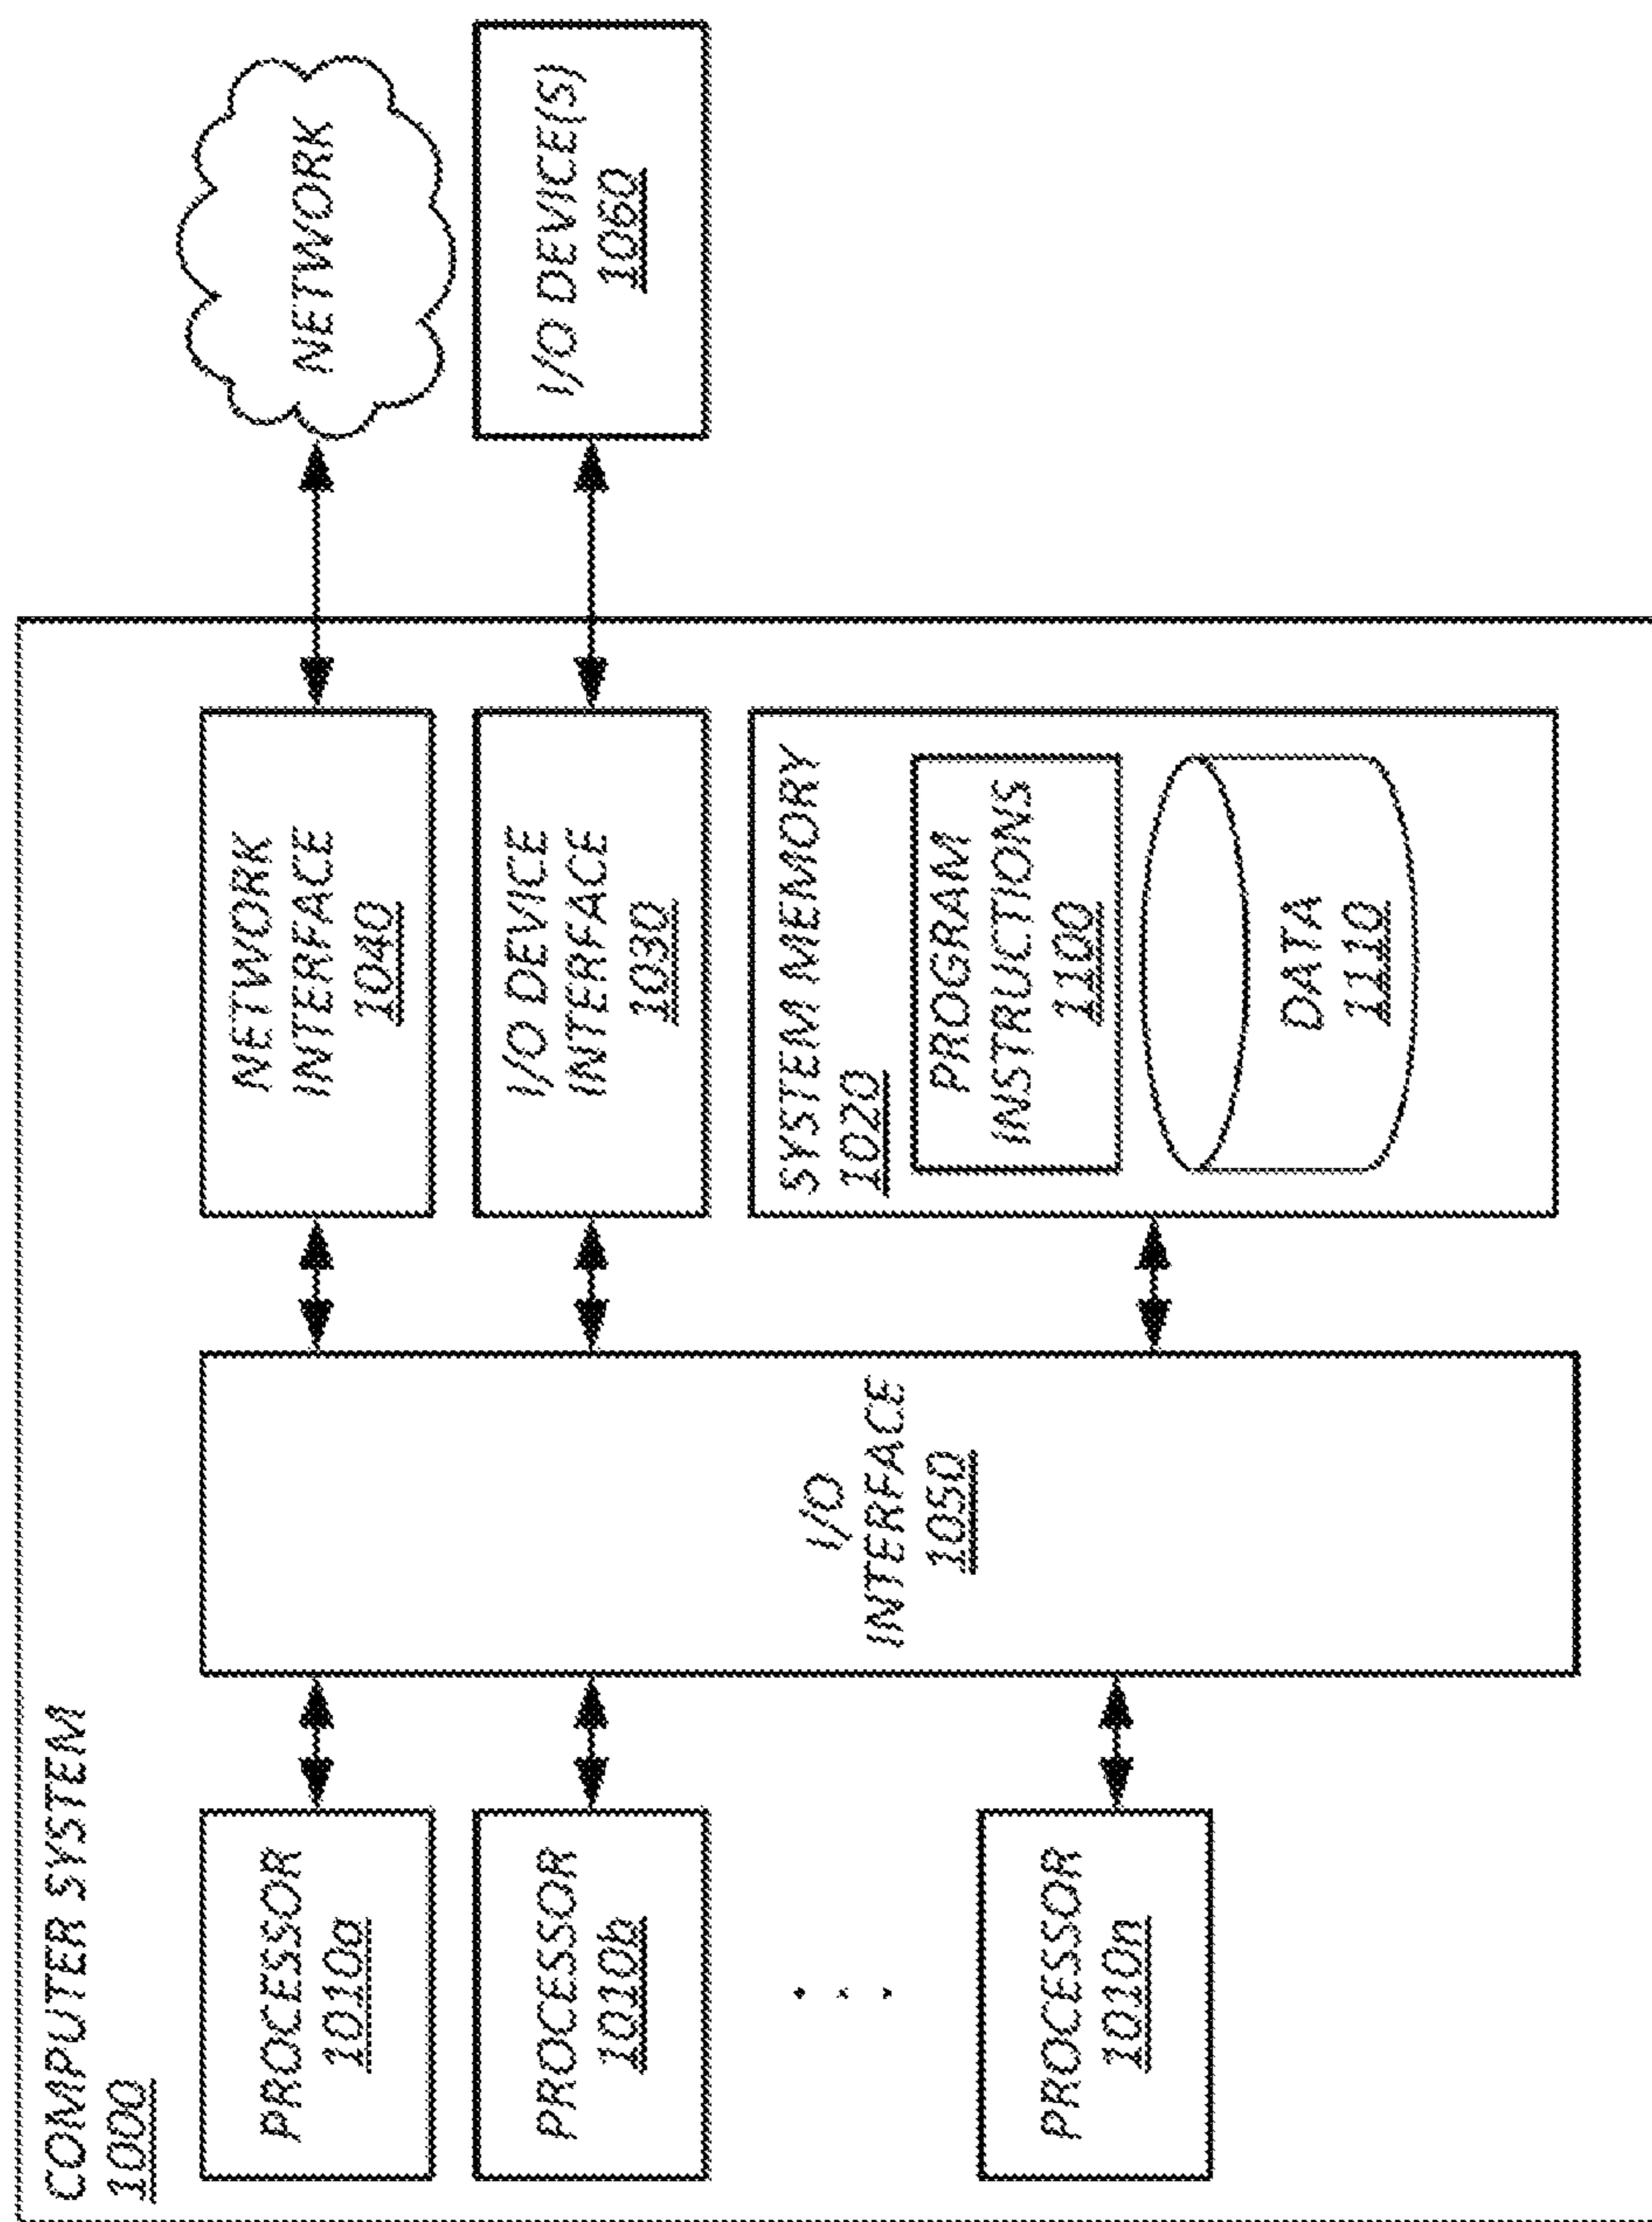 COMPUTER SYSTEM
1000
PROCESSOR
1010a
PROCESSOR
1010b
PROCESSOR
1010n
I/O
INTERFACE
1050
NETWORK
INTERFACE
1040
I/O DEVICE
INTERFACE
1030
SYSTEM MEMORY
1020
PROGRAM
INSTRUCTIONS
1100
DATA
1110
NETWORK
I/O DEVICE(S)
1060